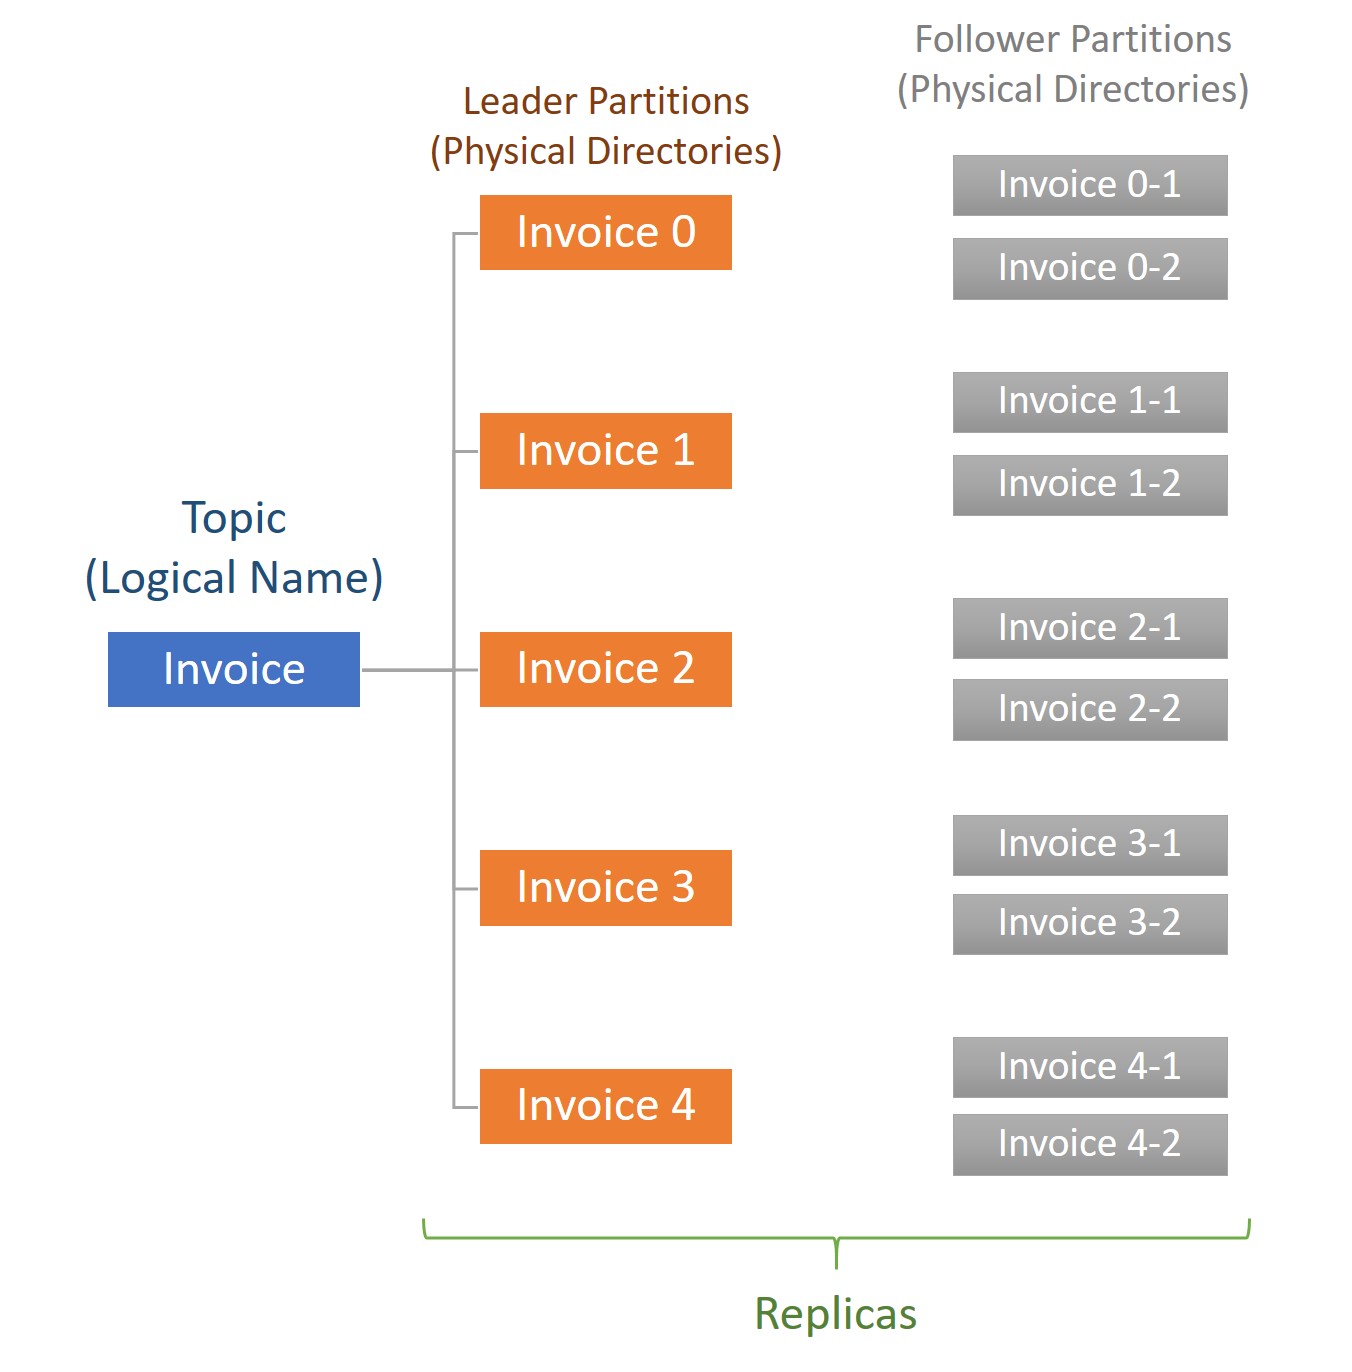 Follower Partitions
(Physical Directories)
Leader Partitions
(Physical Directories)
Invoice 0-1
Invoice 0
Invoice 0-2
Invoice 1-1
Invoice 1
Invoice 1-2
Topic
(Logical Name)
Invoice
Invoice 2-1
Invoice 2
Invoice 2-2
Invoice 3-1
Invoice 3
Invoice 3-2
Invoice 4-1
Invoice 4
Invoice 4-2
Replicas